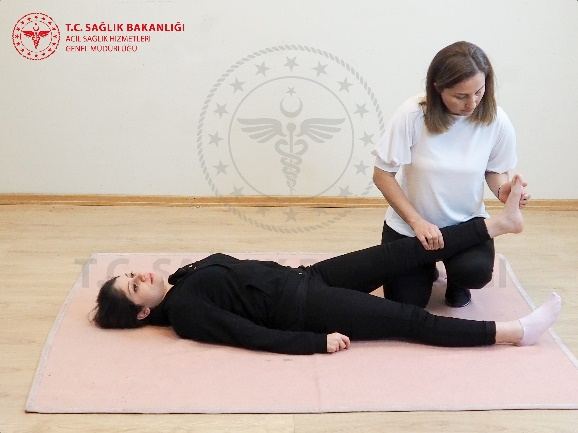 T.C. SAĞLIK BAKANLIĞI
ACİL SAĞLIK HİZMETLERİ
GENEL MÜDÜRLÜĞÜ